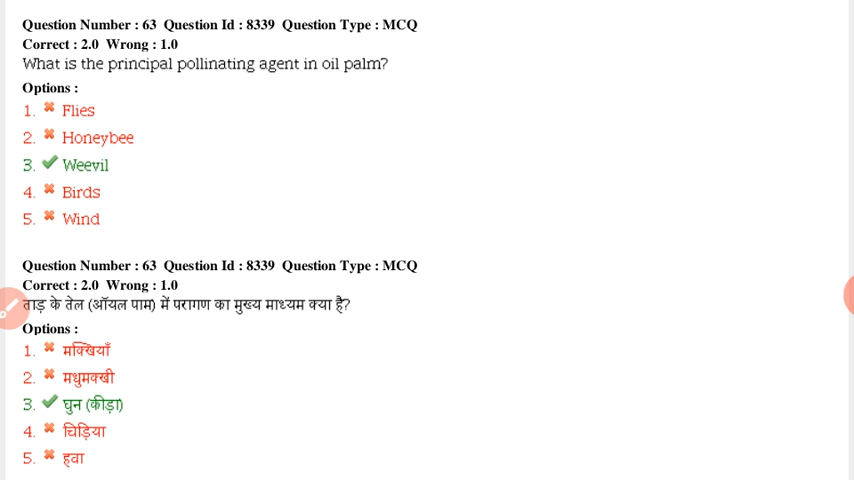 Question Number : 63 Question Id : 8339 Question Type : MCQ
Correct : 2.0 Wrong : 1.0
What is the principal pollinating agent in oil palm?
Options :
1. ✖ Flies
2. ✖ Honeybee
3. ✔ Weevil
4. ✖ Birds
5. ✖ Wind
Question Number : 63 Question Id : 8339 Question Type : MCQ
Correct : 2.0 Wrong : 1.0
ताड़ के तेल (ऑयल पाम) में परागण का मुख्य माध्यम क्या है?
Options :
1. ✖ मक्खियाँ
2. ✖ मधुमक्खी
3. ✔ घुन (कीड़ा)
4. ✖ चिड़िया
5. ✖ हवा